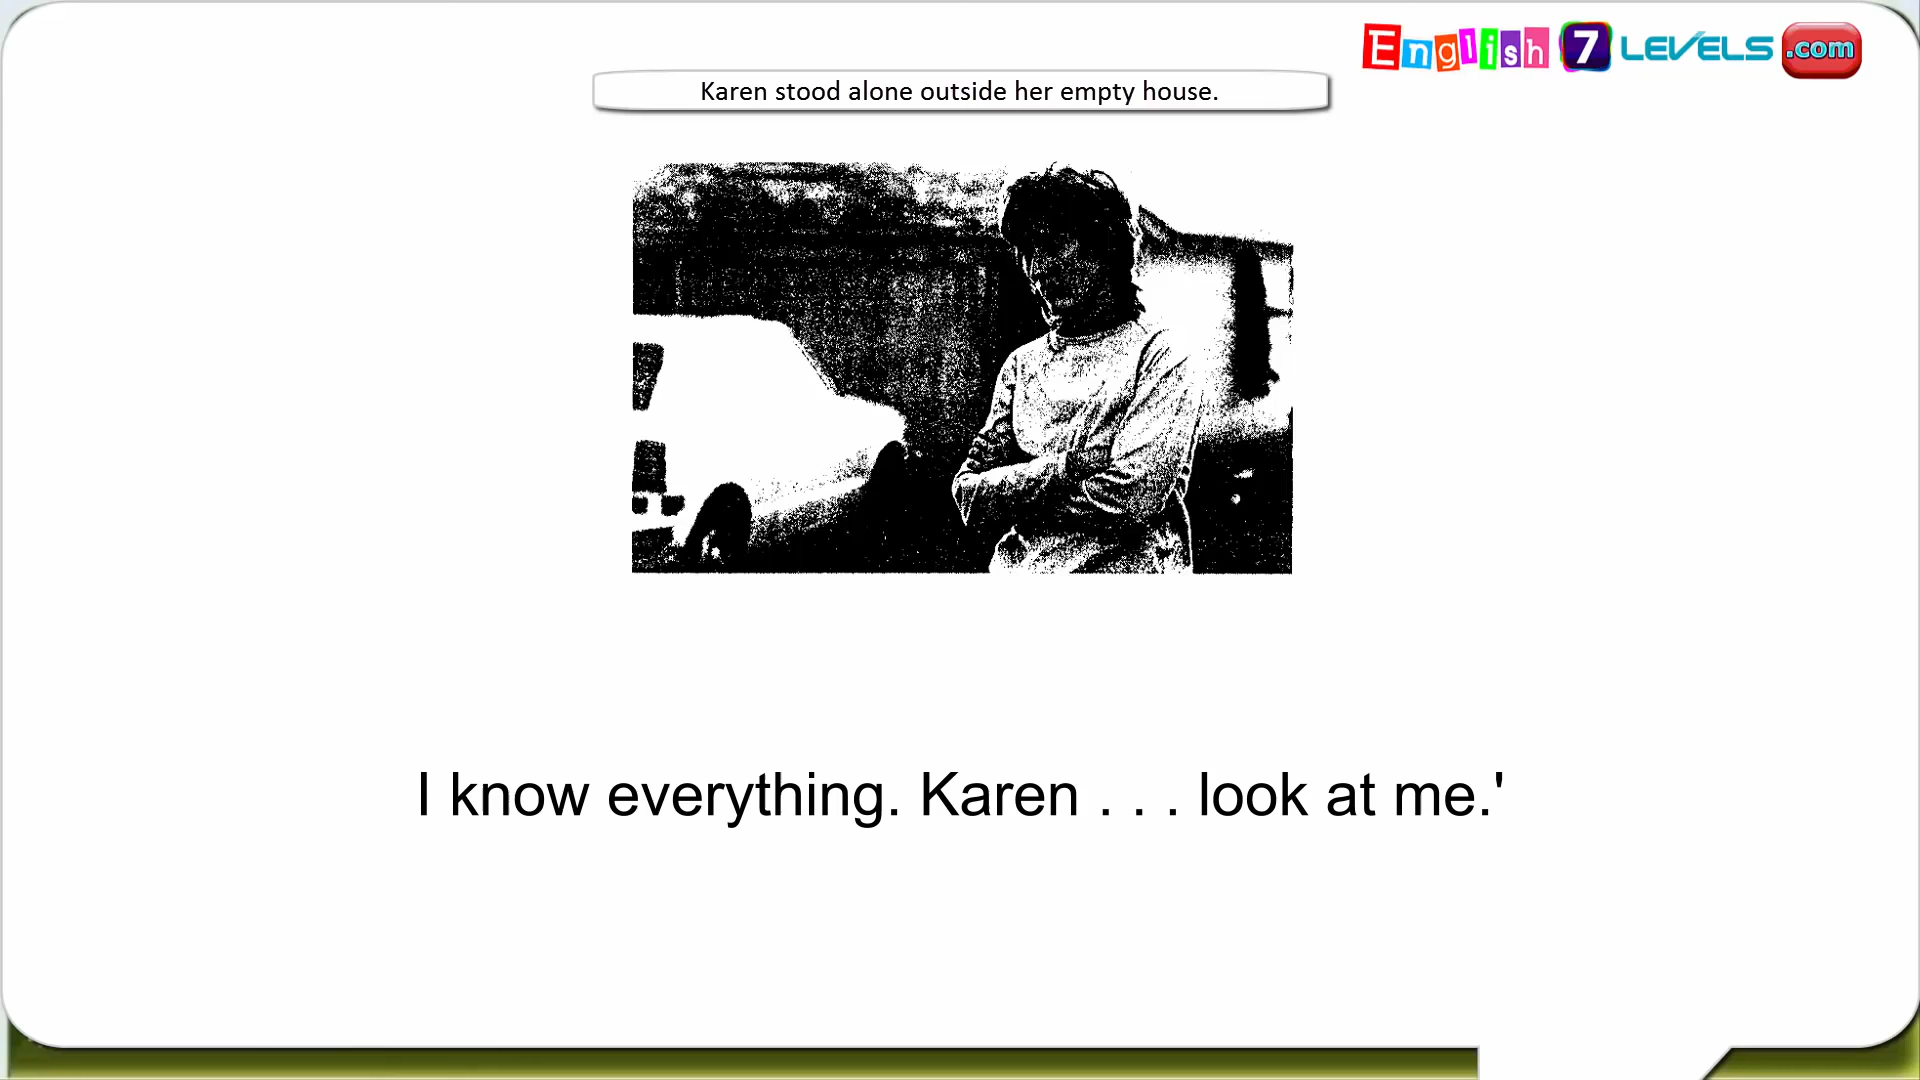 English 7 LEVELS .com
Karen stood alone outside her empty house.
I know everything. Karen . . . look at me.'